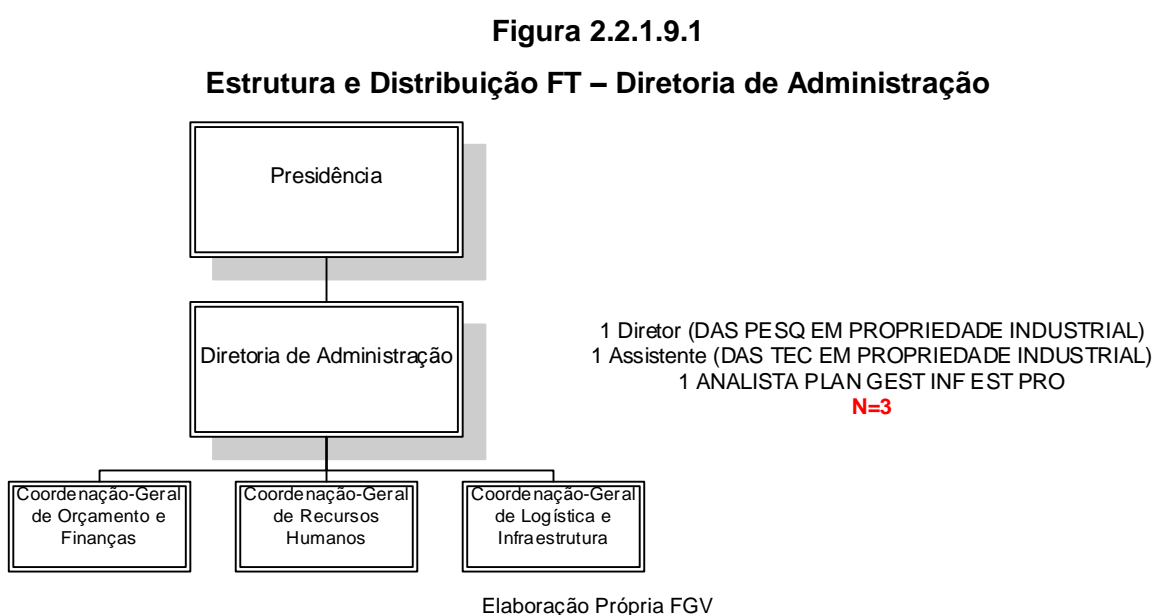 Figura 2.2.1.9.1
Estrutura e Distribuição FT – Diretoria de Administração
Presidência
Diretoria de Administração
1 Diretor (DAS PESQ EM PROPRIEDADE INDUSTRIAL)
1 Assistente (DAS TEC EM PROPRIEDADE INDUSTRIAL)
1 ANALISTA PLAN GEST INF EST PRO
N=3
Coordenação-Geral
de Orçamento e
Finanças
Coordenação-Geral
de Recursos
Humanos
Coordenação-Geral
de Logística e
Infraestrutura
Elaboração Própria FGV